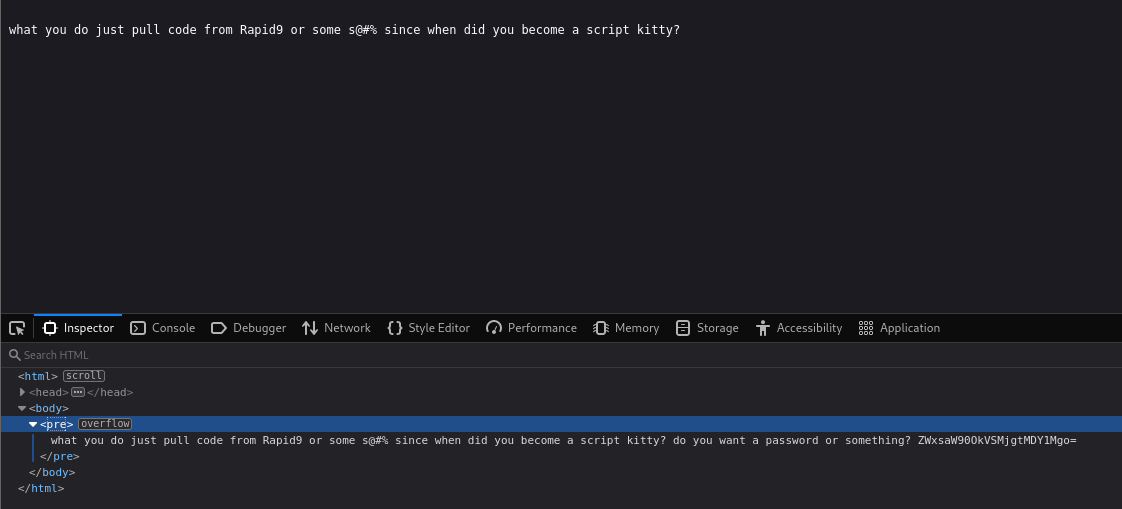 what you do just pull code from Rapid9 or some s@#% since when did you become a script kitty?
Inspector Console Debugger Network Style Editor Performance Memory Storage Accessibility Application
Search HTML
<html> scroll
<head> ••• </head>
<body>
<pre> overflow
what you do just pull code from Rapid9 or some s@#% since when did you become a script kitty? do you want a password or something? ZWxsaW90OkVSMjgtMDY1Mgo=
</pre>
</body>
</html>